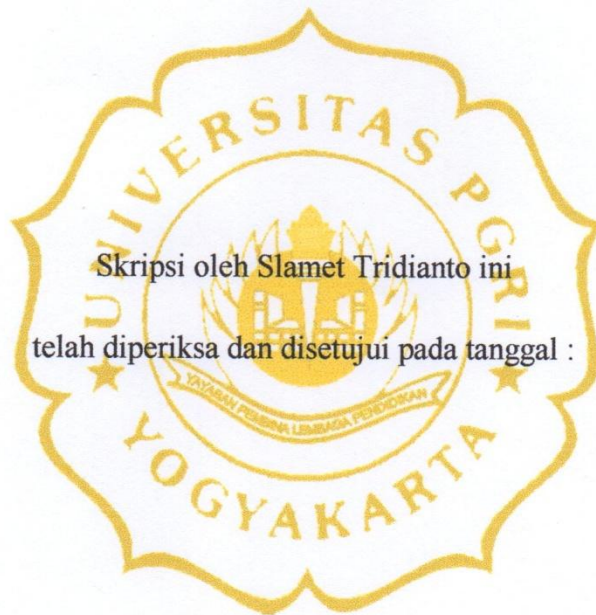 UNIVERSITAS PGRI
Skripsi oleh Slamet Tridianto ini
telah diperiksa dan disetujui pada tanggal :
YAYASAN PEMBINA LEMBAGA PENDIDIKAN
YOGYAKARTA